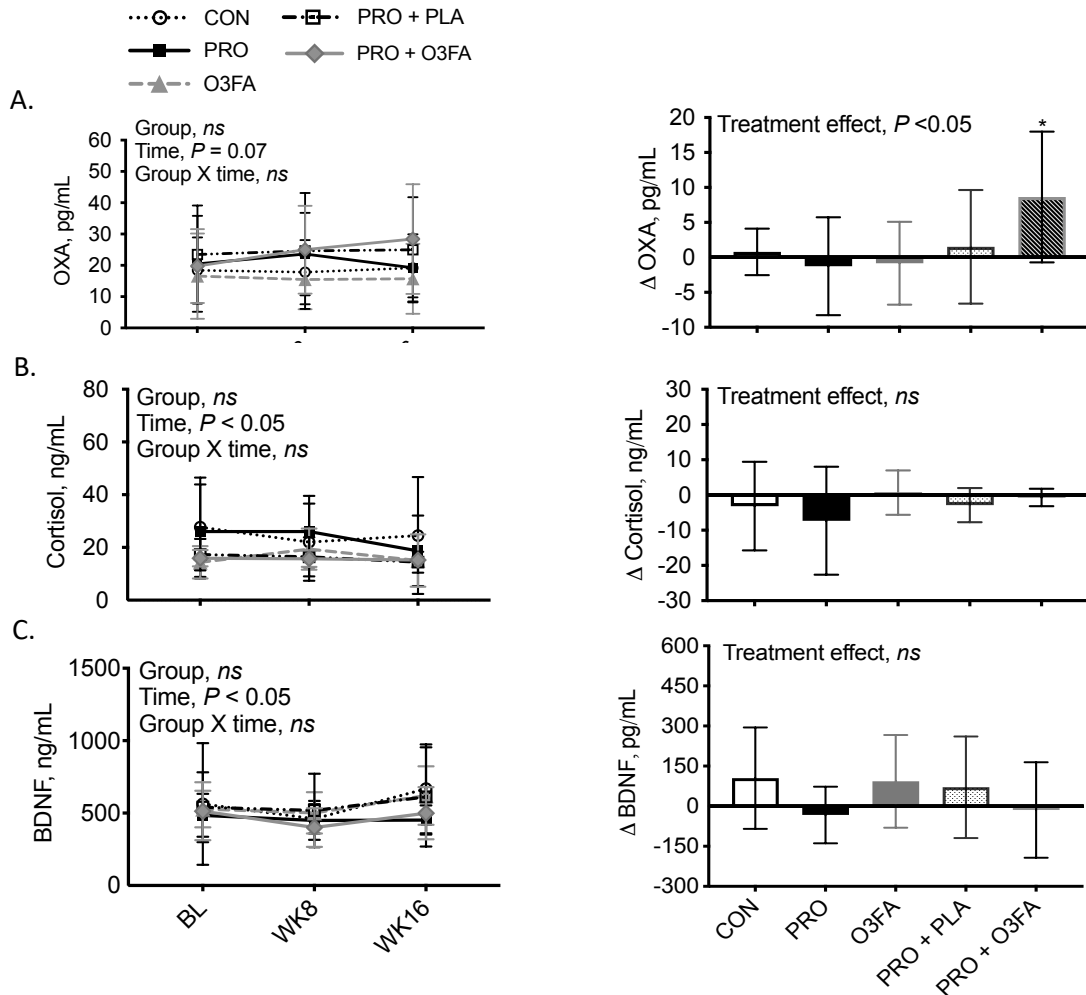 CON
PRO
O3FA
PRO + PLA
PRO + O3FA
A.
Group, ns
Time, P = 0.07
Group X time, ns
OXA, pg/mL
60
50
40
30
20
10
0
Treatment effect, P <0.05
*
Δ OXA, pg/mL
20
15
10
5
0
-5
-10
B.
Group, ns
Time, P < 0.05
Group X time, ns
Cortisol, ng/mL
80
60
40
20
0
Treatment effect, ns
Δ Cortisol, ng/mL
30
20
10
0
-10
-20
-30
C.
Group, ns
Time, P < 0.05
Group X time, ns
BDNF, ng/mL
1500
1000
500
0
BL
WK8
WK16
Treatment effect, ns
Δ BDNF, pg/mL
600
450
300
150
0
-150
-300
CON
PRO
O3FA
PRO + PLA
PRO + O3FA